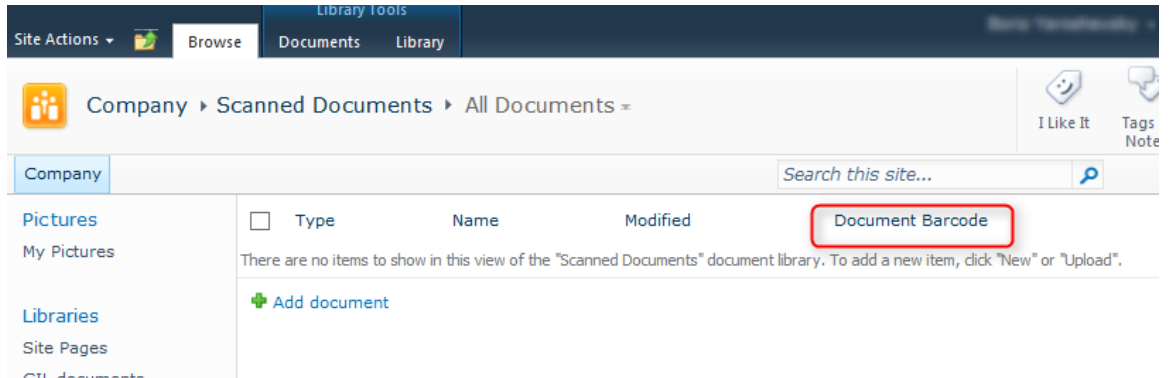 Library Tools
Site Actions Browse Documents Library
Company Scanned Documents All Documents
I Like It
Tags
Note
Company
Search this site...
Pictures
My Pictures
Libraries
Site Pages
Type Name Modified Document Barcode
There are no items to show in this view of the "Scanned Documents" document library. To add a new item, click "New" or "Upload".
Add document